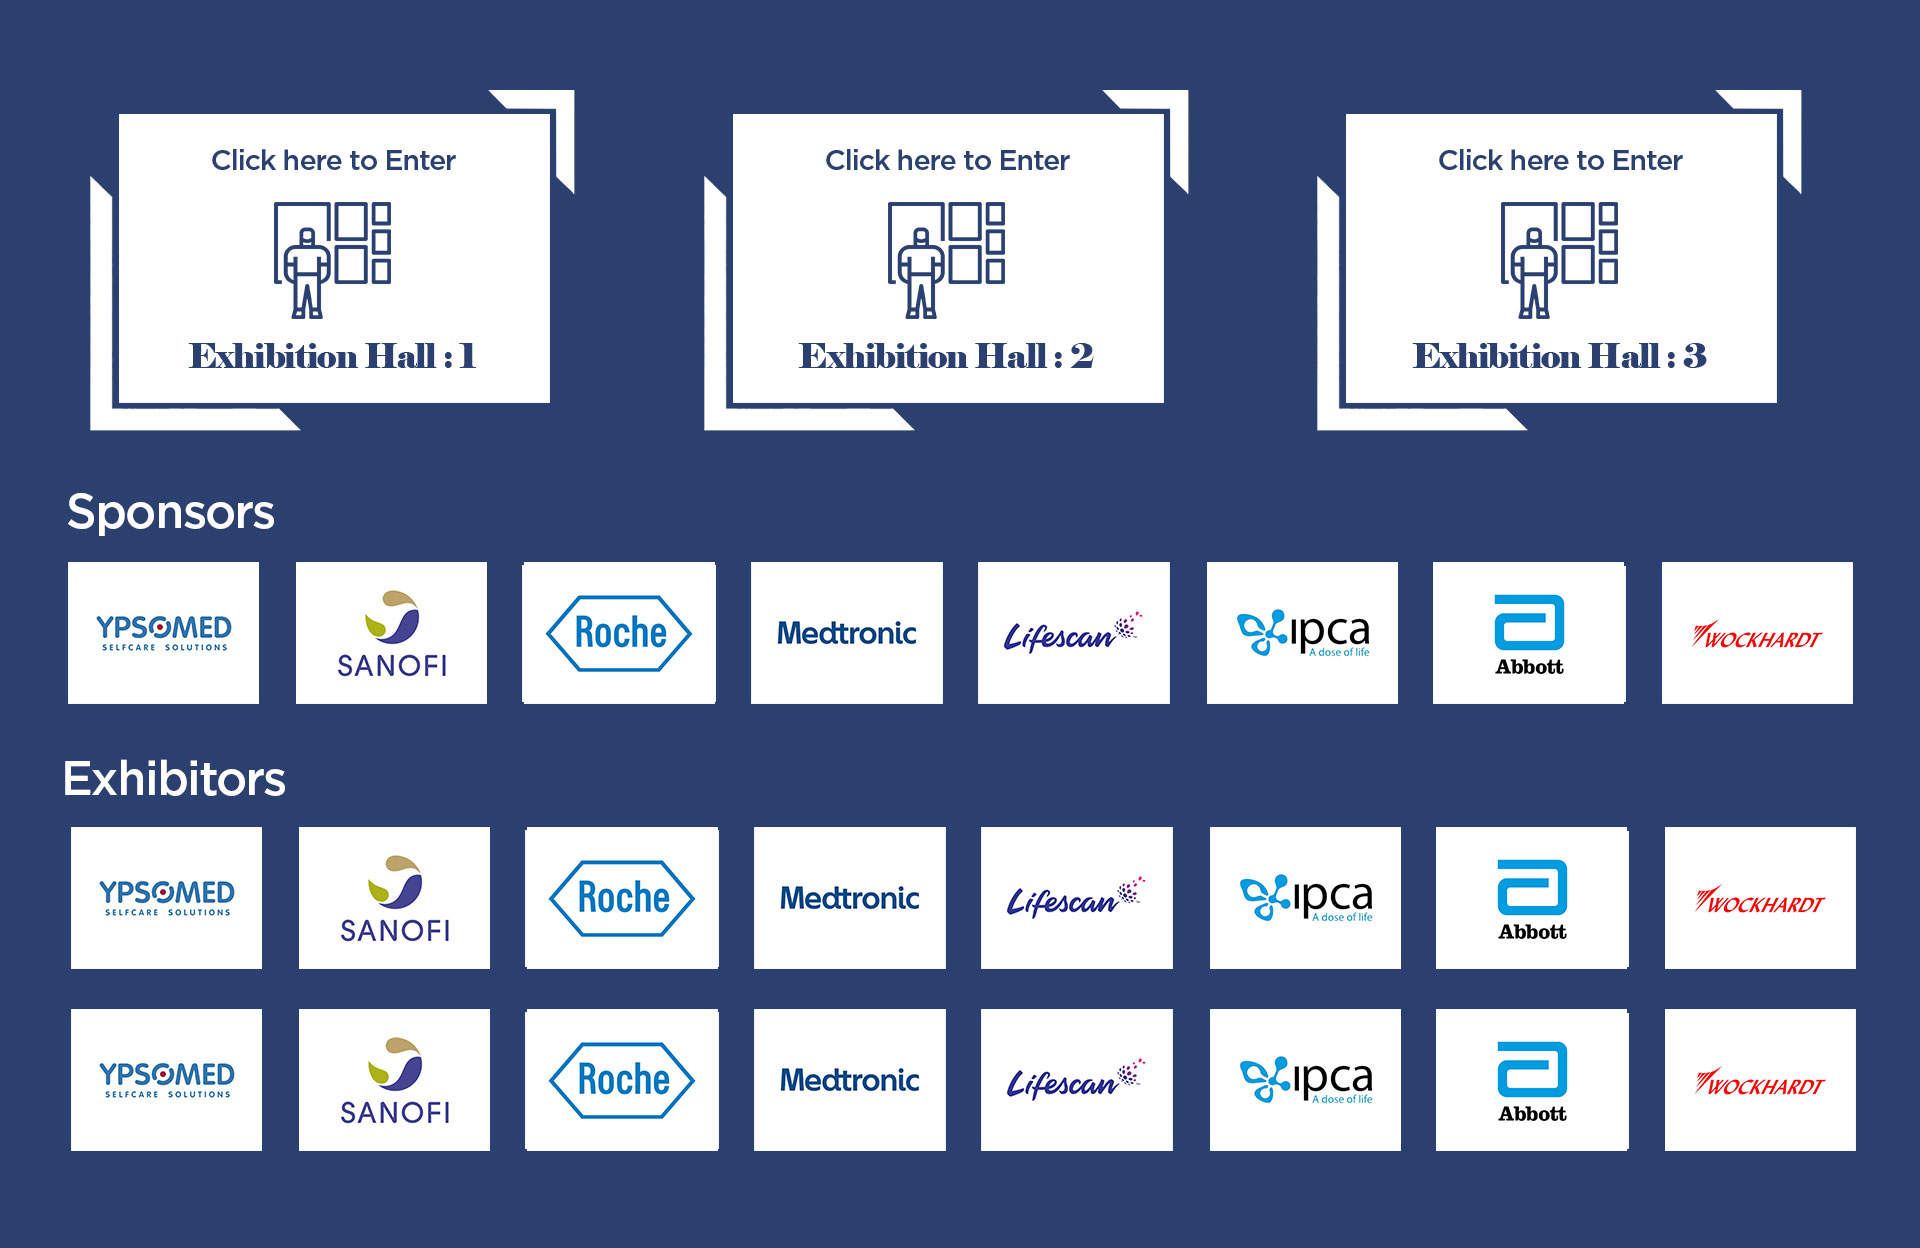 Click here to Enter
Exhibition Hall : 1
Click here to Enter
Exhibition Hall : 2
Click here to Enter
Exhibition Hall : 3
Sponsors
YPSOMED
SELFCARE SOLUTIONS
SANOFI
Roche
Medtronic
Lifescan
ipca
A dose of life
Abbott
WOCKHARDT
Exhibitors
YPSOMED
SELFCARE SOLUTIONS
SANOFI
Roche
Medtronic
Lifescan
ipca
A dose of life
Abbott
WOCKHARDT
YPSOMED
SELFCARE SOLUTIONS
SANOFI
Roche
Medtronic
Lifescan
ipca
A dose of life
Abbott
WOCKHARDT